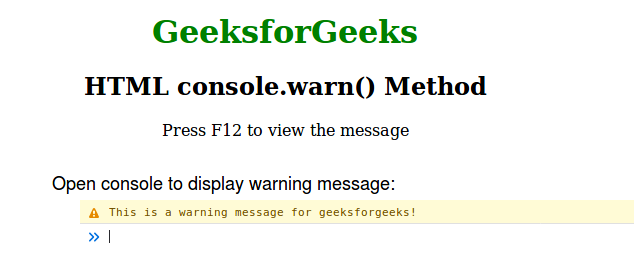 GeeksforGeeks
HTML console.warn() Method
Press F12 to view the message
Open console to display warning message:
This is a warning message for geeksforgeeks!